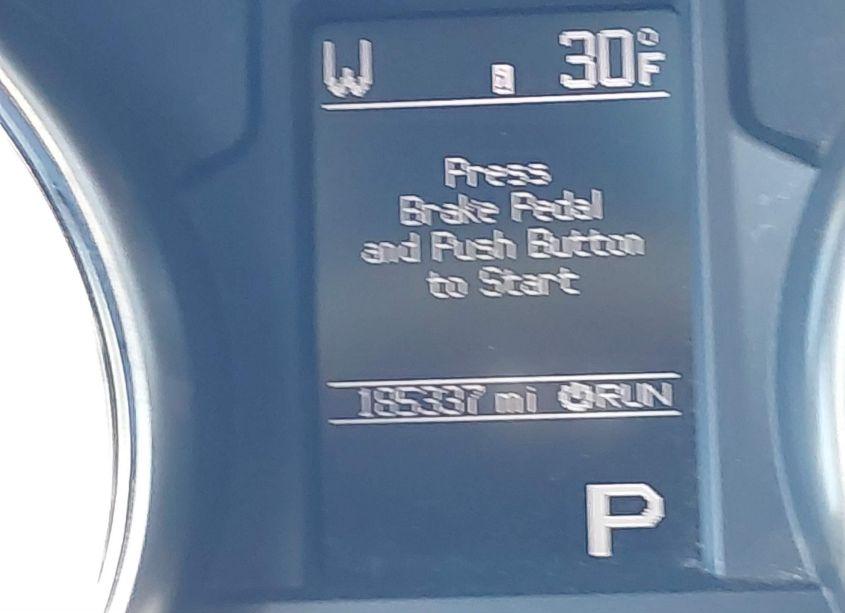 W 30°F
Press
Brake Pedal
and Push Button
to Start
185337 mi RUN
P